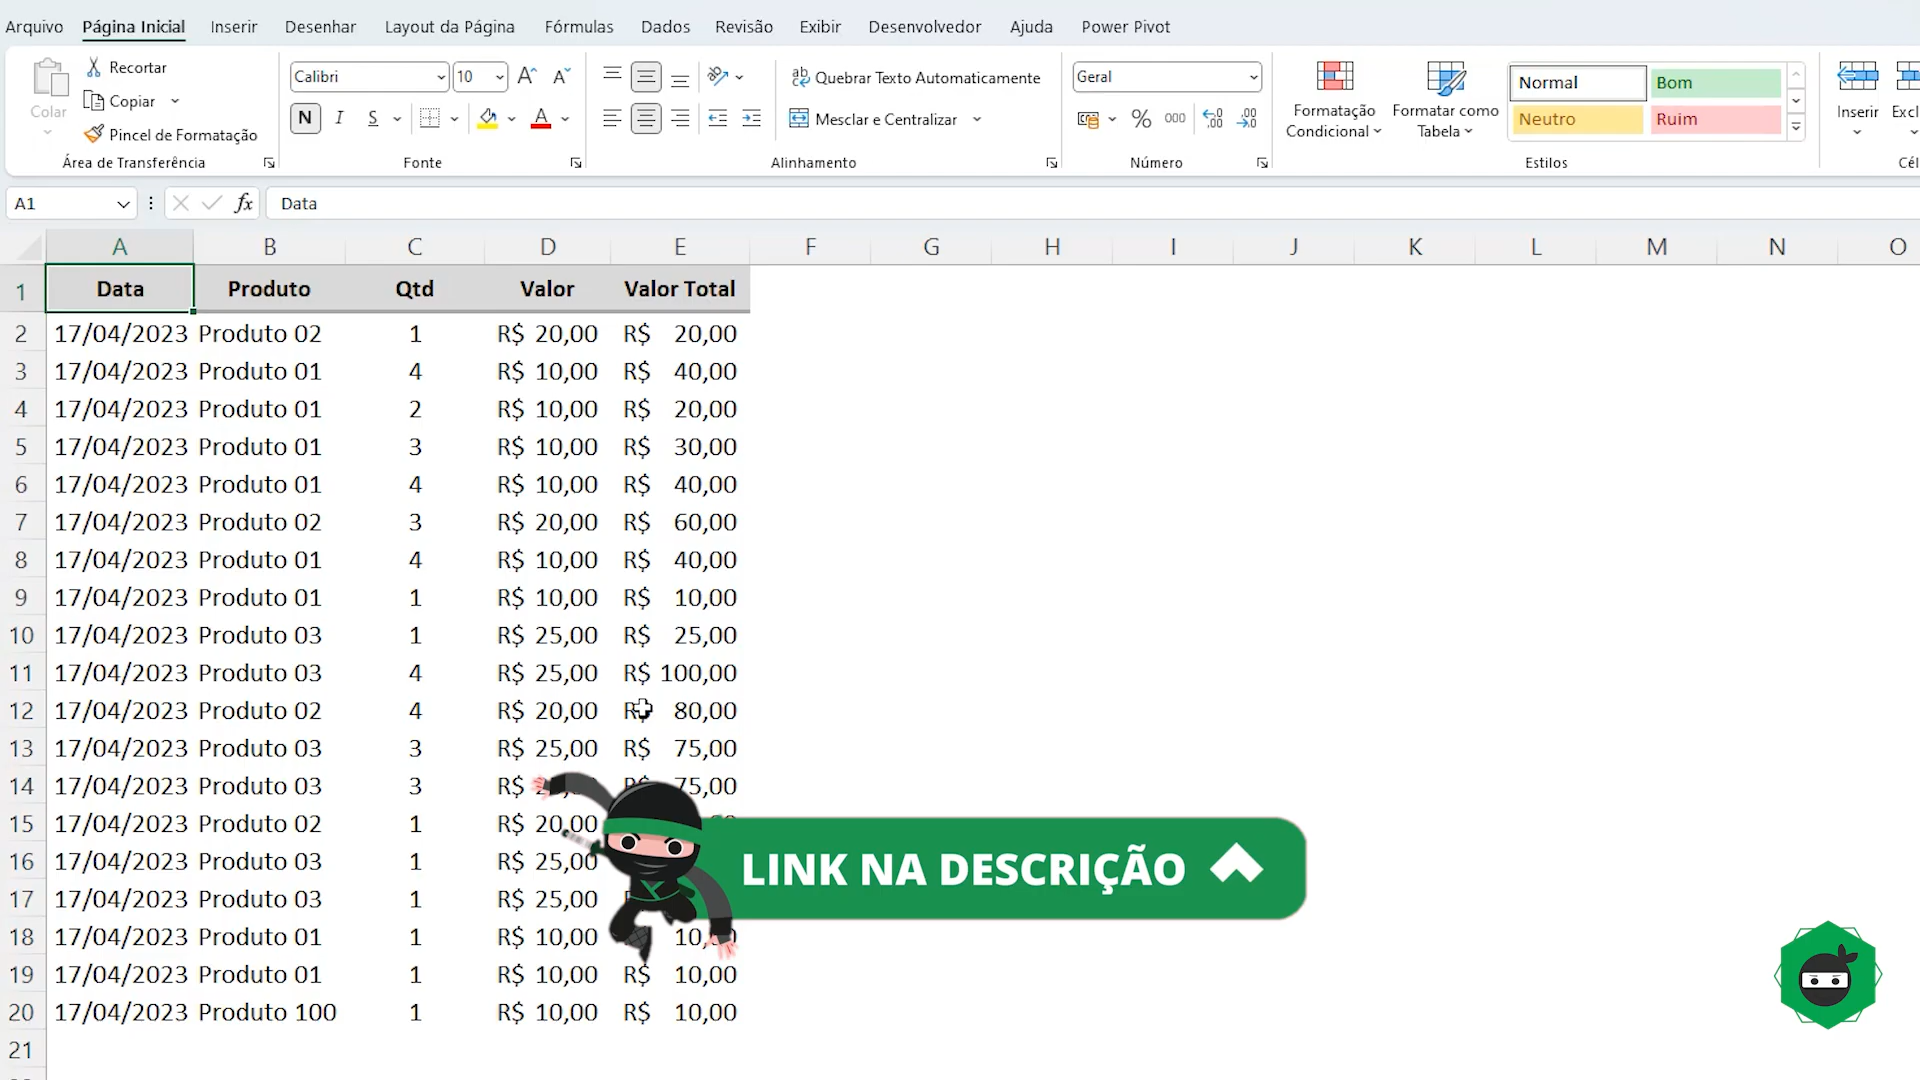 Arquivo Página Inicial Inserir Desenhar Layout da Página Fórmulas Dados Revisão Exibir Desenvolvedor Ajuda Power Pivot
Colar
Recortar
Copiar
Pincel de Formatação
Área de Transferência
Calibri 10
N I S
Fonte
Quebrar Texto Automaticamente
Mesclar e Centralizar
Alinhamento
Geral
% 000
Número
Formatação Condicional
Formatar como Tabela
Normal Bom
Neutro Ruim
Estilos
Inserir
A1 fx Data
A B C D E F G H I J K L M N O
1 Data Produto Qtd Valor Valor Total
2 17/04/2023 Produto 02 1 R$ 20,00 R$ 20,00
3 17/04/2023 Produto 01 4 R$ 10,00 R$ 40,00
4 17/04/2023 Produto 01 2 R$ 10,00 R$ 20,00
5 17/04/2023 Produto 01 3 R$ 10,00 R$ 30,00
6 17/04/2023 Produto 01 4 R$ 10,00 R$ 40,00
7 17/04/2023 Produto 02 3 R$ 20,00 R$ 60,00
8 17/04/2023 Produto 01 4 R$ 10,00 R$ 40,00
9 17/04/2023 Produto 01 1 R$ 10,00 R$ 10,00
10 17/04/2023 Produto 03 1 R$ 25,00 R$ 25,00
11 17/04/2023 Produto 03 4 R$ 25,00 R$ 100,00
12 17/04/2023 Produto 02 4 R$ 20,00 R$ 80,00
13 17/04/2023 Produto 03 3 R$ 25,00 R$ 75,00
14 17/04/2023 Produto 03 3 R$ 75,00
15 17/04/2023 Produto 02 1 R$ 20,00
16 17/04/2023 Produto 03 1 R$ 25,00
17 17/04/2023 Produto 03 1 R$ 25,00
18 17/04/2023 Produto 01 1 R$ 10,00
19 17/04/2023 Produto 01 1 R$ 10,00 R$ 10,00
20 17/04/2023 Produto 100 1 R$ 10,00 R$ 10,00
21
LINK NA DESCRIÇÃO